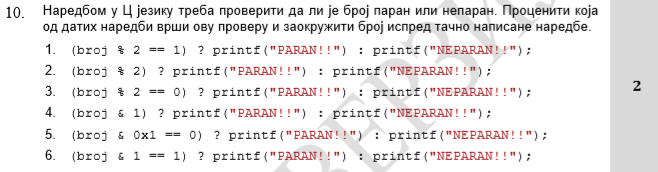 10. Наредбом у Ц језику треба проверити да ли је број паран или непаран. Проценити која
од датих наредби врши ову проверу и заокружити број испред тачно написане наредбе.
1. (broj % 2 == 1) ? printf("PARAN!!") : printf("NEPARAN!!");
2. (broj % 2) ? printf("PARAN!!") : printf("NEPARAN!!");
3. (broj % 2 == 0) ? printf("PARAN!!") : printf("NEPARAN!!");
4. (broj & 1) ? printf("PARAN!!") : printf("NEPARAN!!");
5. (broj & 0x1 == 0) ? printf("PARAN!!") : printf("NEPARAN!!");
6. (broj & 1 == 1) ? printf("PARAN!!") : printf("NEPARAN!!");
2